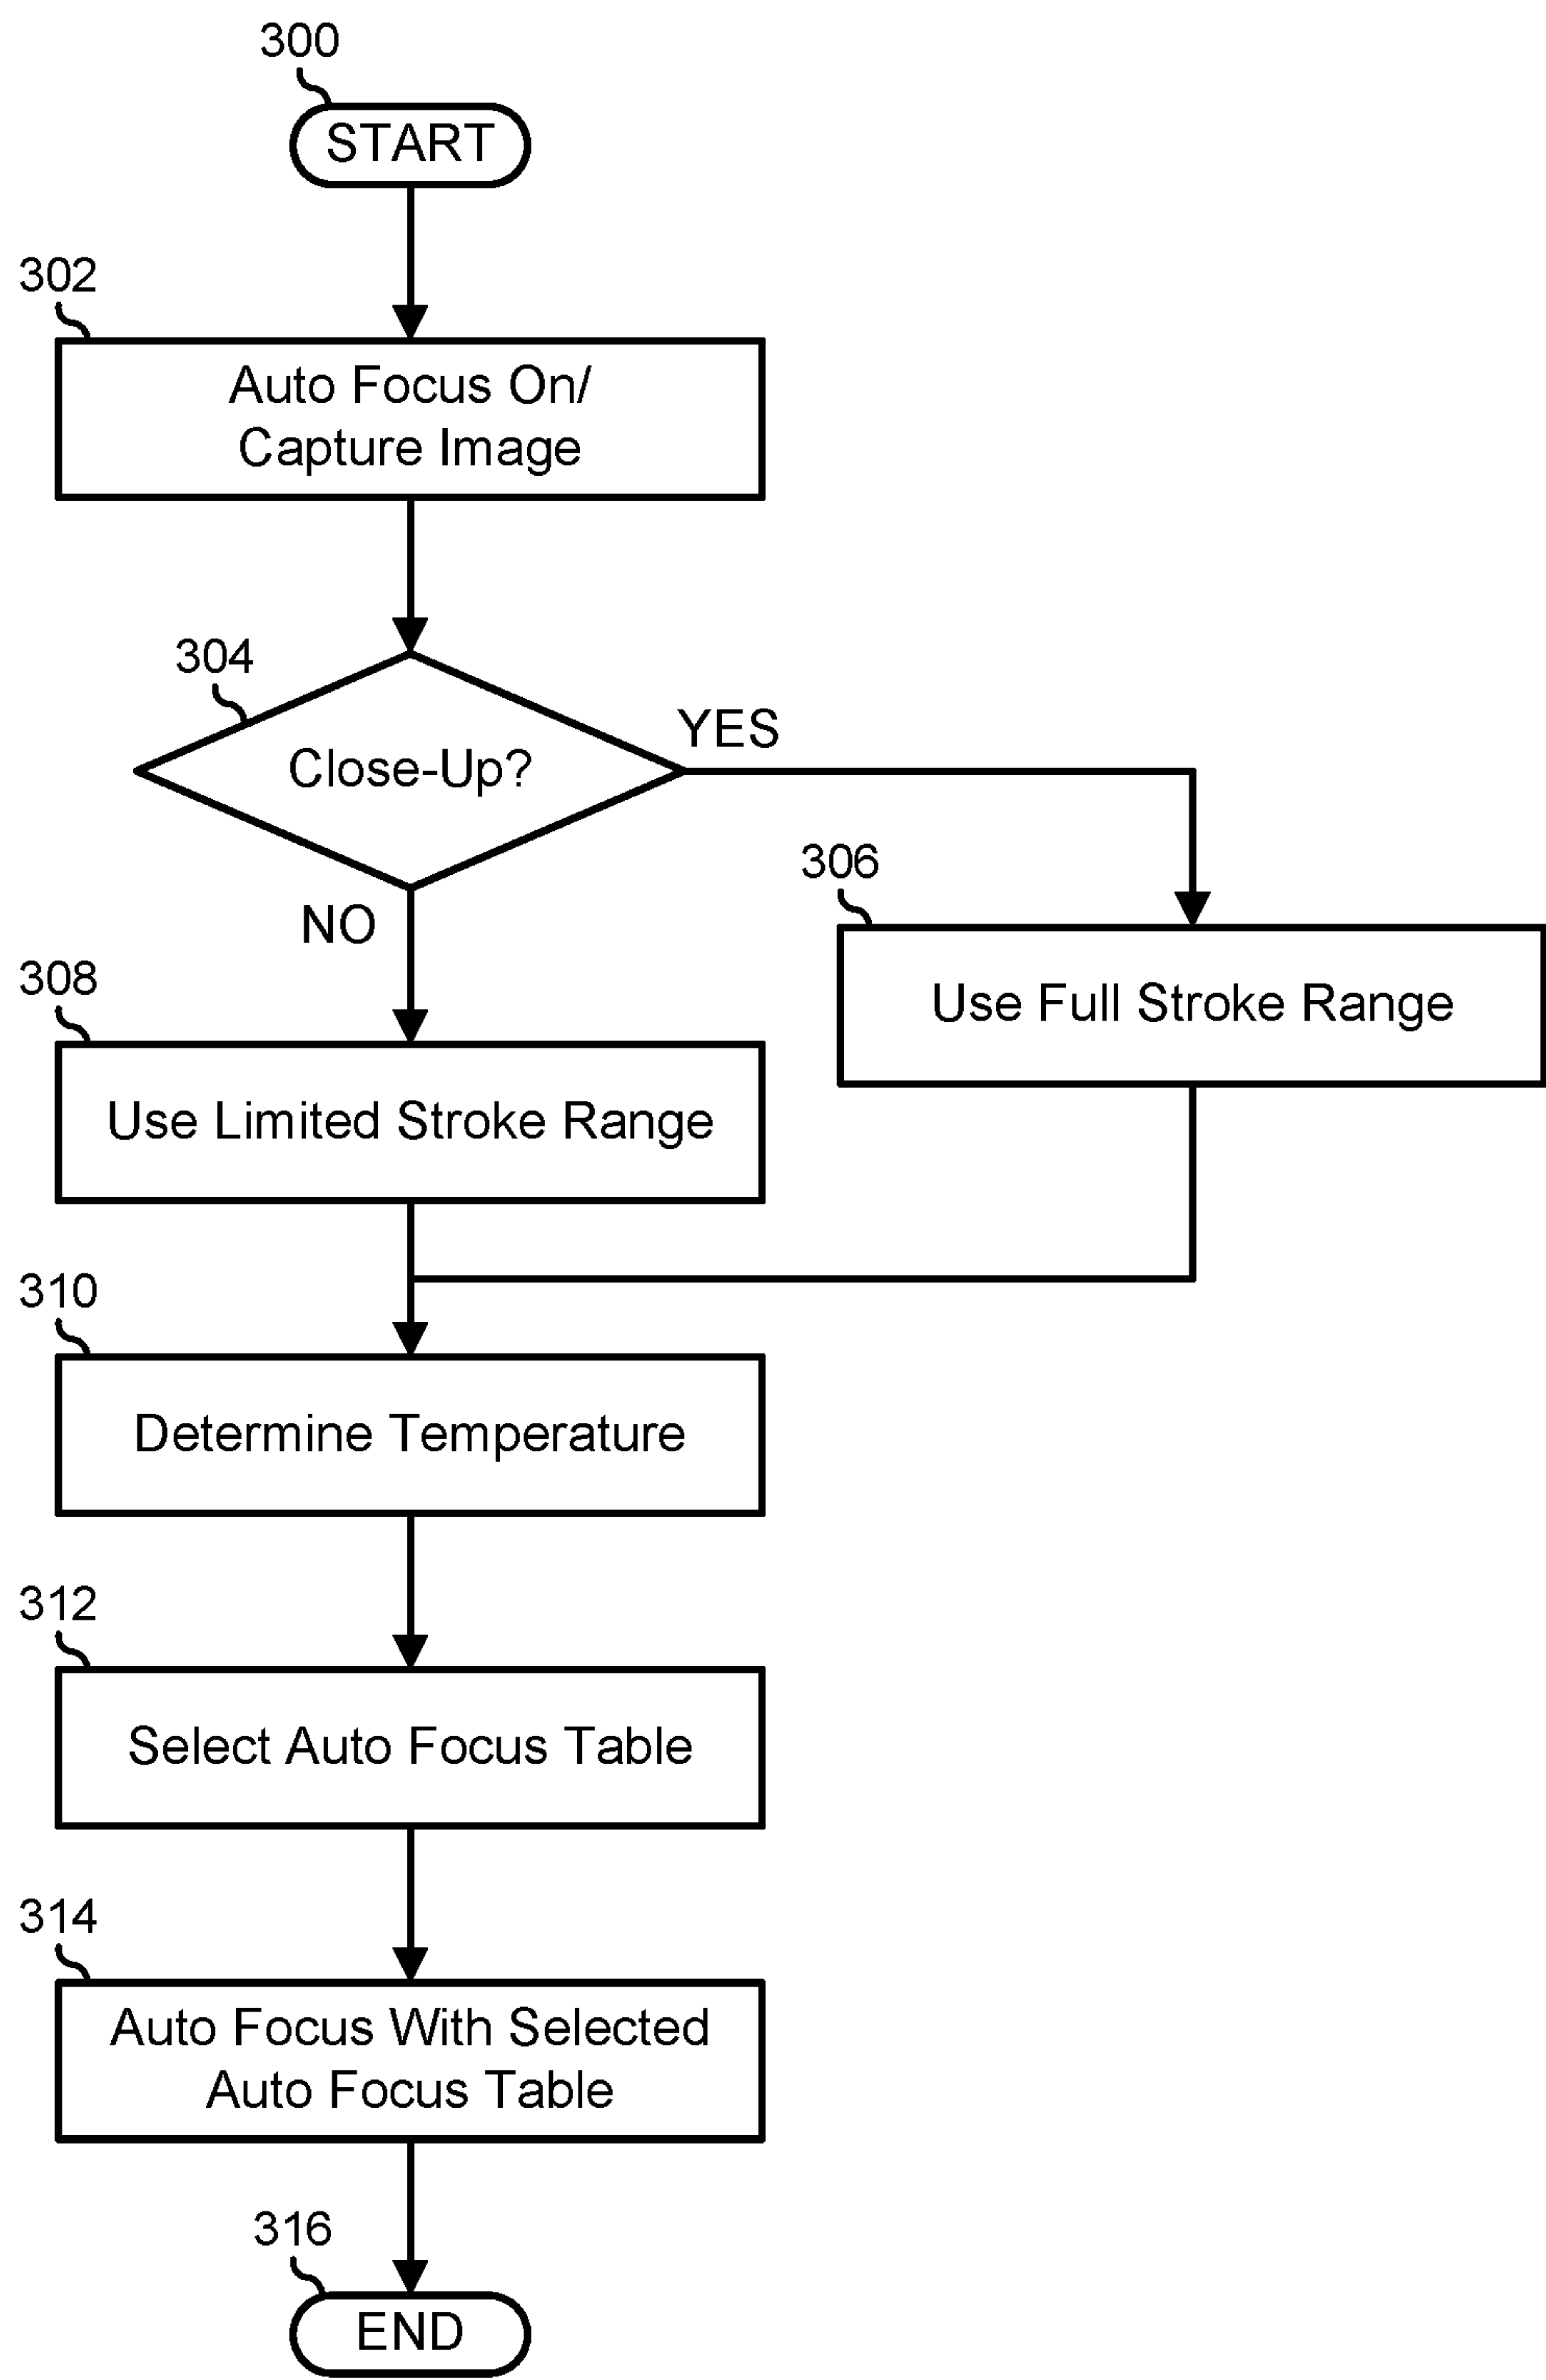 300
START
302
Auto Focus On/
Capture Image
304
Close-Up?
YES
NO
306
Use Full Stroke Range
308
Use Limited Stroke Range
310
Determine Temperature
312
Select Auto Focus Table
314
Auto Focus With Selected
Auto Focus Table
316
END